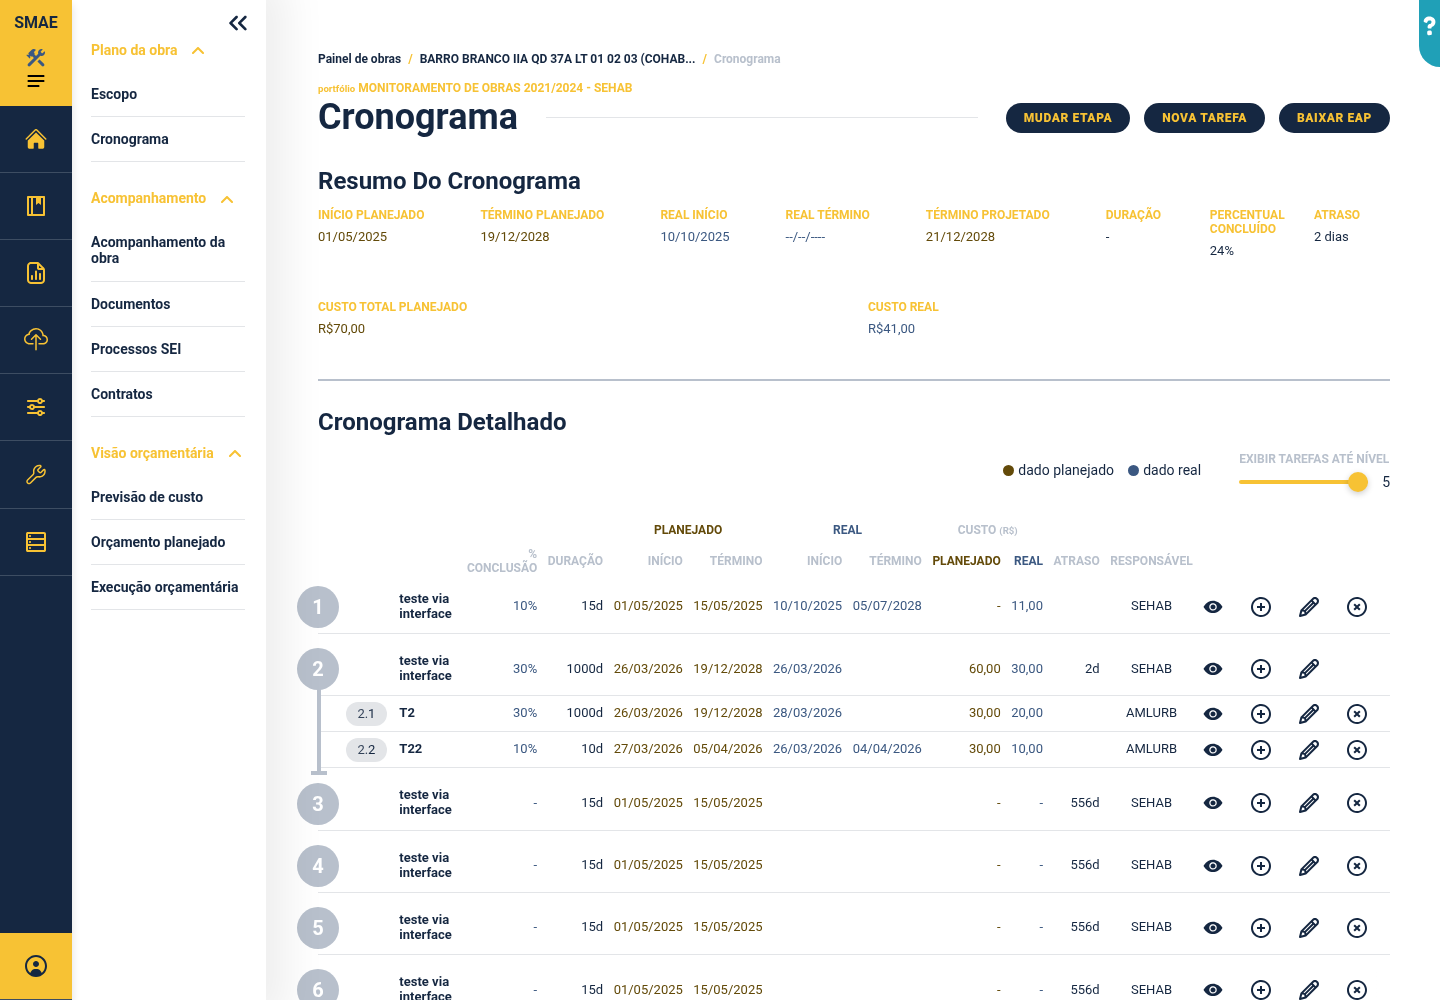 SMAE
Plano da obra
Escopo
Cronograma
Acompanhamento
Acompanhamento da
obra
Documentos
Processos SEI
Contratos
Visão orçamentária
Previsão de custo
Orçamento planejado
Execução orçamentária
?
Painel de obras / BARRO BRANCO IIA QD 37A LT 01 02 03 (COHAB... / Cronograma
portfólio MONITORAMENTO DE OBRAS 2021/2024 - SEHAB
Cronograma
MUDAR ETAPA NOVA TAREFA BAIXAR EAP
Resumo Do Cronograma
INÍCIO PLANEJADO TÉRMINO PLANEJADO REAL INÍCIO REAL TÉRMINO TÉRMINO PROJETADO DURAÇÃO PERCENTUAL CONCLUÍDO ATRASO
01/05/2025 19/12/2028 10/10/2025 --/--/---- 21/12/2028 - 24% 2 dias
CUSTO TOTAL PLANEJADO CUSTO REAL
R$70,00 R$41,00
Cronograma Detalhado
dado planejado dado real
EXIBIR TAREFAS ATÉ NÍVEL
5
PLANEJADO REAL CUSTO (R$)
% CONCLUSÃO DURAÇÃO INÍCIO TÉRMINO INÍCIO TÉRMINO PLANEJADO REAL ATRASO RESPONSÁVEL
1 teste via interface 10% 15d 01/05/2025 15/05/2025 10/10/2025 05/07/2028 - 11,00 SEHAB
2 teste via interface 30% 1000d 26/03/2026 19/12/2028 26/03/2026 60,00 30,00 2d SEHAB
2.1 T2 30% 1000d 26/03/2026 19/12/2028 28/03/2026 30,00 20,00 AMLURB
2.2 T22 10% 10d 27/03/2026 05/04/2026 26/03/2026 04/04/2026 30,00 10,00 AMLURB
3 teste via interface - 15d 01/05/2025 15/05/2025 - - 556d SEHAB
4 teste via interface - 15d 01/05/2025 15/05/2025 - - 556d SEHAB
5 teste via interface - 15d 01/05/2025 15/05/2025 - - 556d SEHAB
6 teste via interface - 15d 01/05/2025 15/05/2025 - - 556d SEHAB